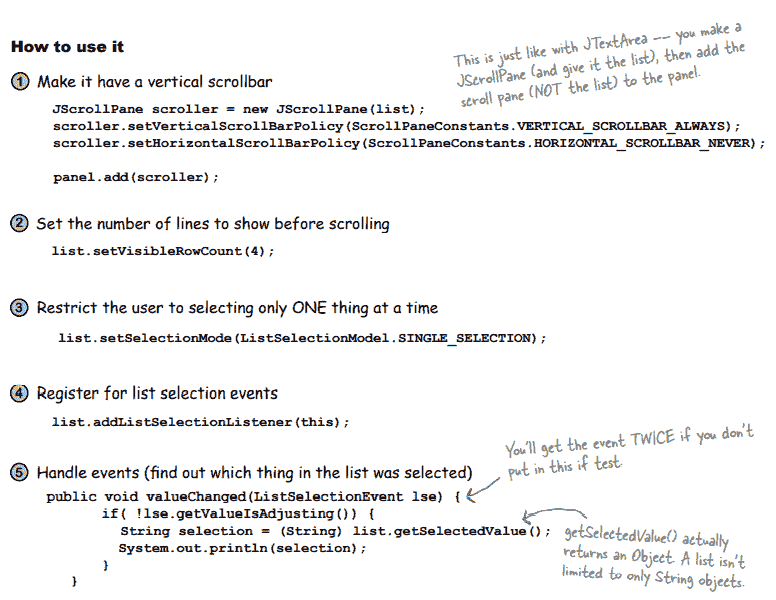 How to use it
This is just like with JTextArea -- you make a
JScrollPane (and give it the list), then add the
scroll pane (NOT the list) to the panel.
1 Make it have a vertical scrollbar
JScrollPane scroller = new JScrollPane(list);
scroller.setVerticalScrollBarPolicy(ScrollPaneConstants.VERTICAL_SCROLLBAR_ALWAYS);
scroller.setHorizontalScrollBarPolicy(ScrollPaneConstants.HORIZONTAL_SCROLLBAR_NEVER);
panel.add(scroller);
2 Set the number of lines to show before scrolling
list.setVisibleRowCount(4);
3 Restrict the user to selecting only ONE thing at a time
list.setSelectionMode(ListSelectionModel.SINGLE_SELECTION);
4 Register for list selection events
list.addListSelectionListener(this);
You'll get the event TWICE if you don't
put in this if test.
5 Handle events (find out which thing in the list was selected)
public void valueChanged(ListSelectionEvent lse) {
if( !lse.getValueIsAdjusting()) {
String selection = (String) list.getSelectedValue();
System.out.println(selection);
}
}
getSelectedValue() actually
returns an Object. A list isn't
limited to only String objects.